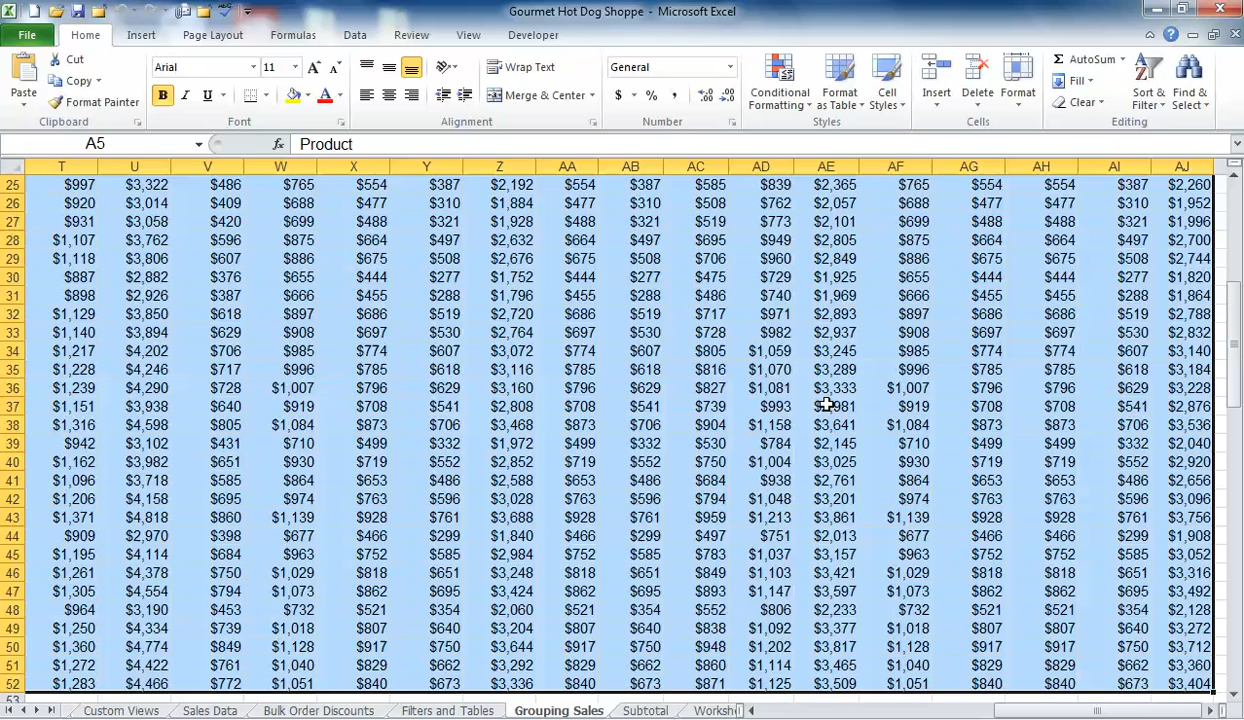 Gourmet Hot Dog Shoppe - Microsoft Excel
File Home Insert Page Layout Formulas Data Review View Developer
Cut
Copy
Format Painter
Paste
Clipboard
Arial 11
B I U
Font
Wrap Text
Merge & Center
Alignment
General
$ % ,
Number
Conditional Formatting
Format as Table
Cell Styles
Styles
Insert Delete Format
Cells
AutoSum
Fill
Clear
Sort & Filter
Find & Select
Editing
A5 fx Product
T U V W X Y Z AA AB AC AD AE AF AG AH AI AJ
25 $997 $3,322 $486 $765 $554 $387 $2,192 $554 $387 $585 $839 $2,365 $765 $554 $554 $387 $2,260
26 $920 $3,014 $409 $688 $477 $310 $1,884 $477 $310 $508 $762 $2,057 $688 $477 $477 $310 $1,952
27 $931 $3,058 $420 $699 $488 $321 $1,928 $488 $321 $519 $773 $2,101 $699 $488 $488 $321 $1,996
28 $1,107 $3,762 $596 $875 $664 $497 $2,632 $664 $497 $695 $949 $2,805 $875 $664 $664 $497 $2,700
29 $1,118 $3,806 $607 $886 $675 $508 $2,676 $675 $508 $706 $960 $2,849 $886 $675 $675 $508 $2,744
30 $887 $2,882 $376 $655 $444 $277 $1,752 $444 $277 $475 $729 $1,925 $655 $444 $444 $277 $1,820
31 $898 $2,926 $387 $666 $455 $288 $1,796 $455 $288 $486 $740 $1,969 $666 $455 $455 $288 $1,864
32 $1,129 $3,850 $618 $897 $686 $519 $2,720 $686 $519 $717 $971 $2,893 $897 $686 $686 $519 $2,788
33 $1,140 $3,894 $629 $908 $697 $530 $2,764 $697 $530 $728 $982 $2,937 $908 $697 $697 $530 $2,832
34 $1,217 $4,202 $706 $985 $774 $607 $3,072 $774 $607 $805 $1,059 $3,245 $985 $774 $774 $607 $3,140
35 $1,228 $4,246 $717 $996 $785 $618 $3,116 $785 $618 $816 $1,070 $3,289 $996 $785 $785 $618 $3,184
36 $1,239 $4,290 $728 $1,007 $796 $629 $3,160 $796 $629 $827 $1,081 $3,333 $1,007 $796 $796 $629 $3,228
37 $1,151 $3,938 $640 $919 $708 $541 $2,808 $708 $541 $739 $993 $919 $708 $708 $541 $2,876
38 $1,316 $4,598 $805 $1,084 $873 $706 $3,468 $873 $706 $904 $1,158 $3,641 $1,084 $873 $873 $706 $3,536
39 $942 $3,102 $431 $710 $499 $332 $1,972 $499 $332 $530 $784 $2,145 $710 $499 $499 $332 $2,040
40 $1,162 $3,982 $651 $930 $719 $552 $2,852 $719 $552 $750 $1,004 $3,025 $930 $719 $719 $552 $2,920
41 $1,096 $3,718 $585 $864 $653 $486 $2,588 $653 $486 $684 $938 $2,761 $864 $653 $653 $486 $2,656
42 $1,206 $4,158 $695 $974 $763 $596 $3,028 $763 $596 $794 $1,048 $3,201 $974 $763 $763 $596 $3,096
43 $1,371 $4,818 $860 $1,139 $928 $761 $3,688 $928 $761 $959 $1,213 $3,861 $1,139 $928 $928 $761 $3,756
44 $909 $2,970 $398 $677 $466 $299 $1,840 $466 $299 $497 $751 $2,013 $677 $466 $466 $299 $1,908
45 $1,195 $4,114 $684 $963 $752 $585 $2,984 $752 $585 $783 $1,037 $3,157 $963 $752 $752 $585 $3,052
46 $1,261 $4,378 $750 $1,029 $818 $651 $3,248 $818 $651 $849 $1,103 $3,421 $1,029 $818 $818 $651 $3,316
47 $1,305 $4,554 $794 $1,073 $862 $695 $3,424 $862 $695 $893 $1,147 $3,597 $1,073 $862 $862 $695 $3,492
48 $964 $3,190 $453 $732 $521 $354 $2,060 $521 $354 $552 $806 $2,233 $732 $521 $521 $354 $2,128
49 $1,250 $4,334 $739 $1,018 $807 $640 $3,204 $807 $640 $838 $1,092 $3,377 $1,018 $807 $807 $640 $3,272
50 $1,360 $4,774 $849 $1,128 $917 $750 $3,644 $917 $750 $948 $1,202 $3,817 $1,128 $917 $917 $750 $3,712
51 $1,272 $4,422 $761 $1,040 $829 $662 $3,292 $829 $662 $860 $1,114 $3,465 $1,040 $829 $829 $662 $3,360
52 $1,283 $4,466 $772 $1,051 $840 $673 $3,336 $840 $673 $871 $1,125 $3,509 $1,051 $840 $840 $673 $3,404
53
Custom Views Sales Data Bulk Order Discounts Filters and Tables Grouping Sales Subtotal Worksh